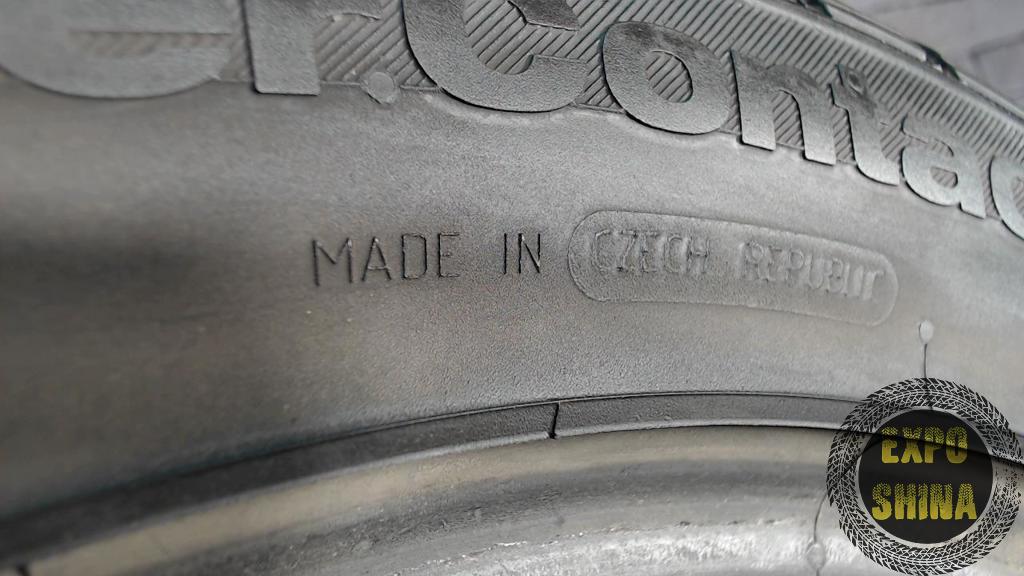 er.Contac
MADE IN CZECH REPUBLIC
EXPO
SHINA